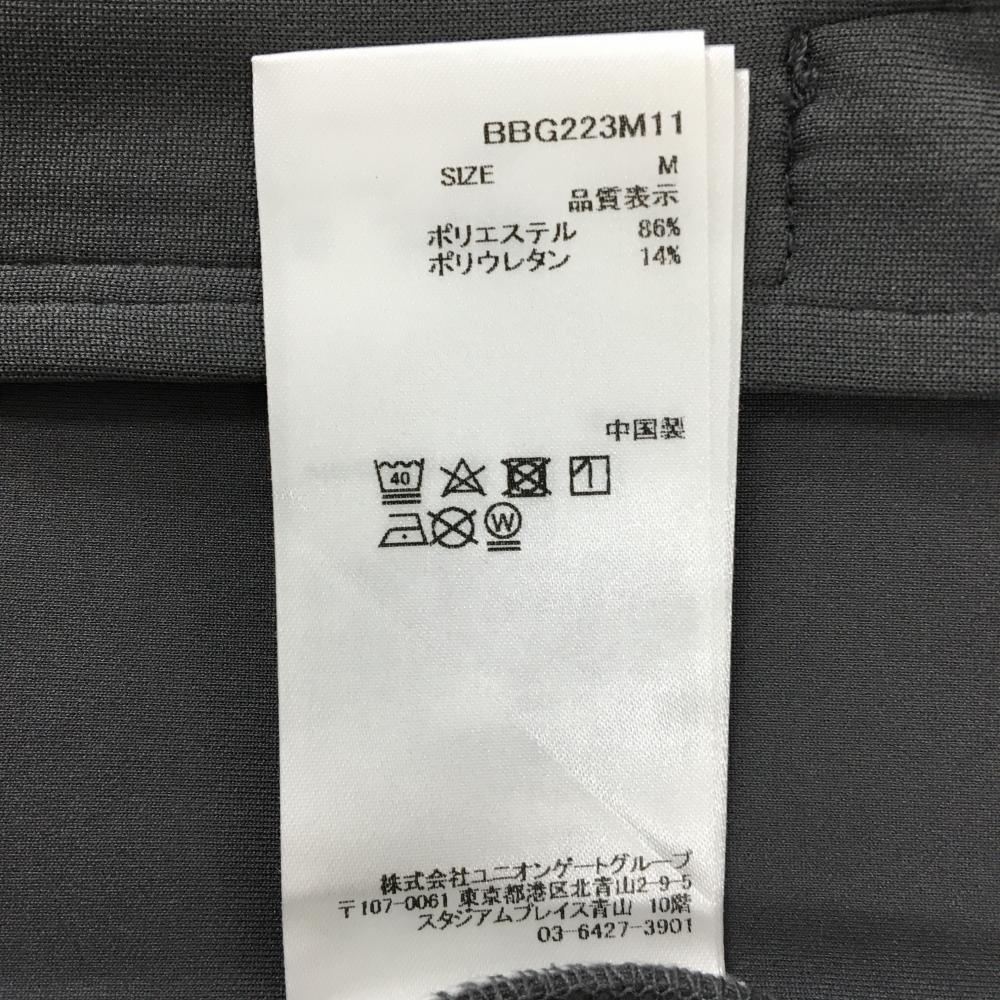 BBG223M11
SIZE M
品質表示
ポリエステル 86%
ポリウレタン 14%
中国製
40
W
株式会社ユニオンゲートグループ
〒107-0061 東京都港区北青山2-9-5
スタジアムプレイス青山 10階
03-6427-3901